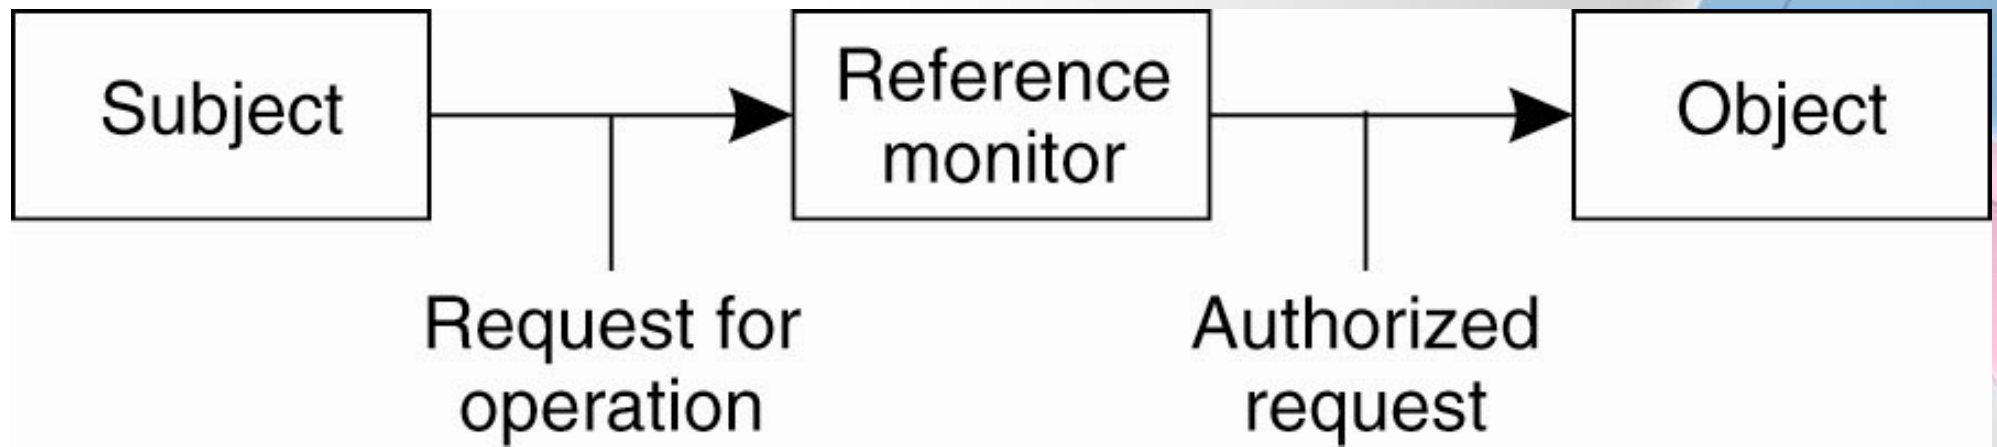 Subject
Reference
monitor
Object
Request for
operation
Authorized
request